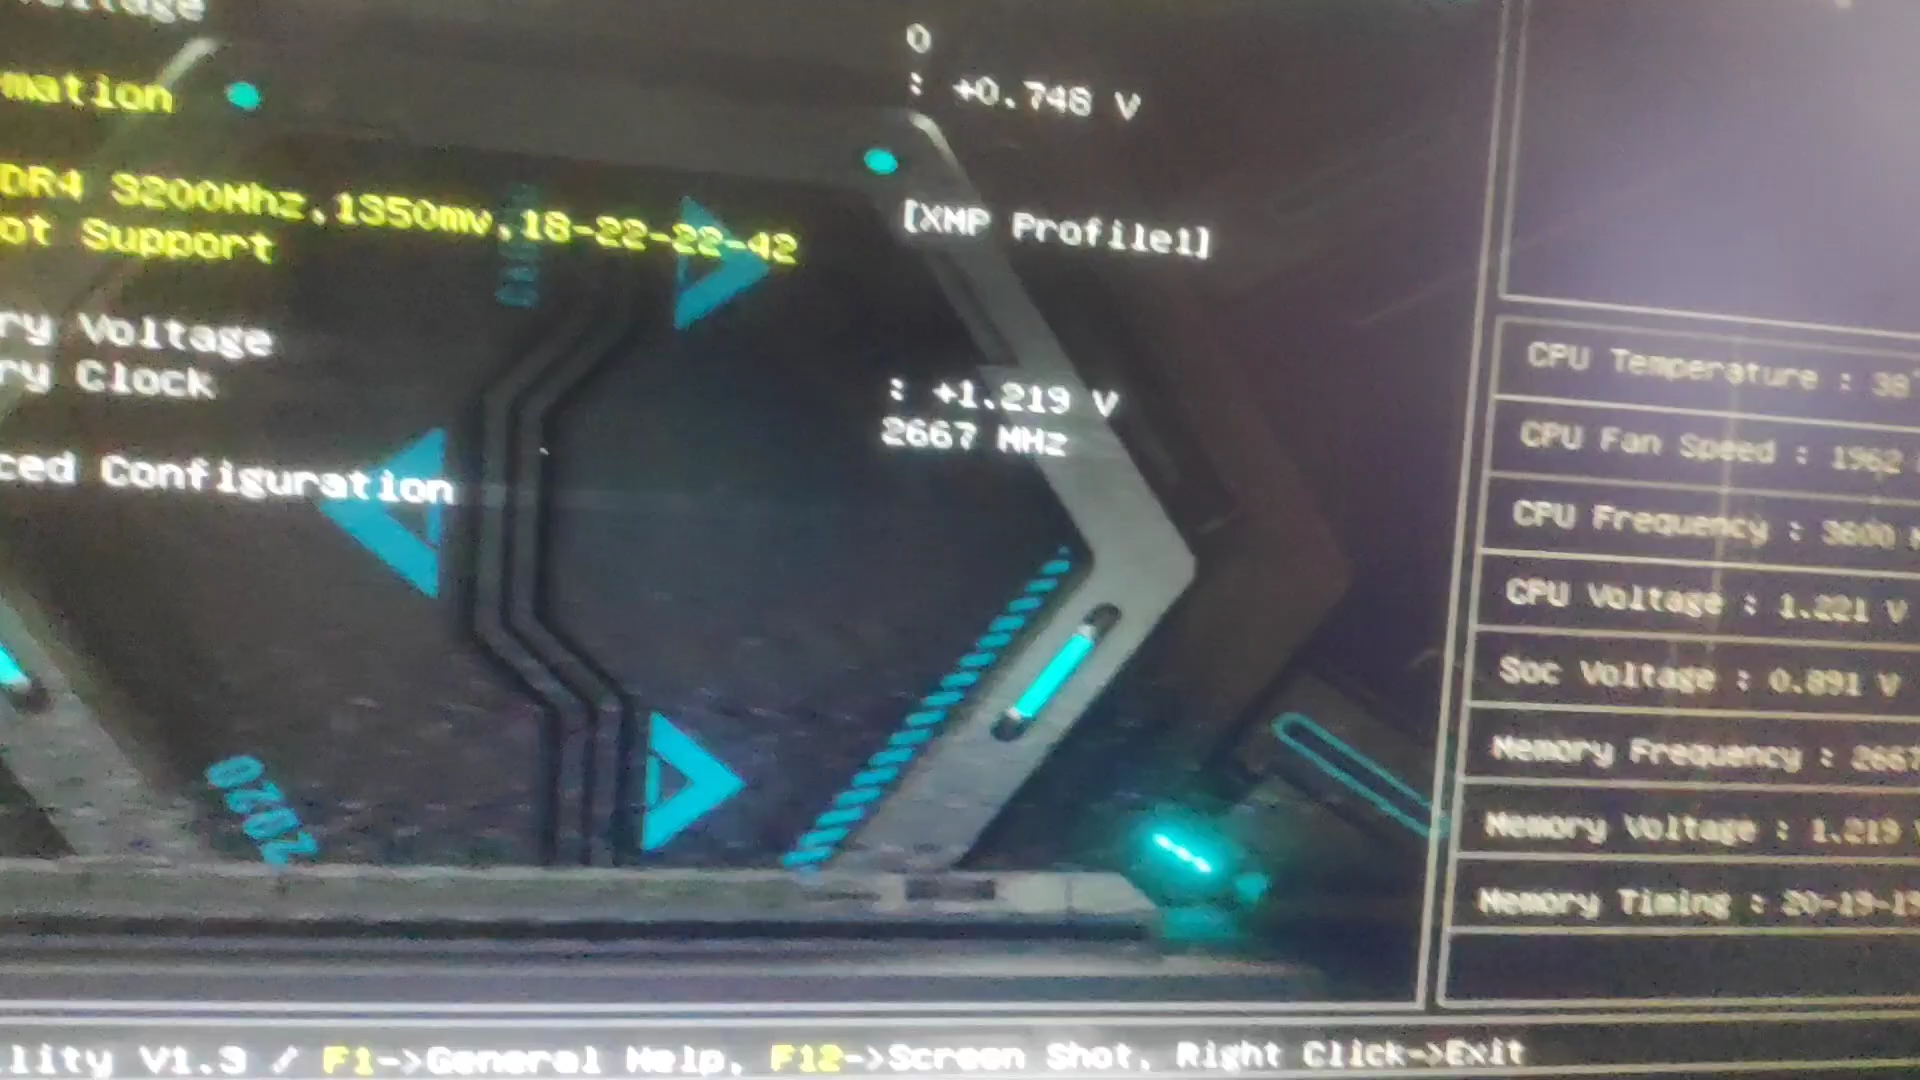 oltage
0
: +0.748 V
mation
DR4 3200Mhz,1350mv,18-22-22-42
[XMP Profile1]
ot Support
ry Voltage
: +1.219 V
ry Clock
2667 MHz
ced Configuration
CPU Temperature : 38
CPU Fan Speed : 1962
CPU Frequency : 3600 M
CPU Voltage : 1.221 V
Soc Voltage : 0.891 V
Memory Frequency : 2667
Memory Voltage : 1.219 V
Memory Timing : 20-19-19
2020
lity V1.3 / F1->General Help, F12->Screen Shot, Right Click->Exit